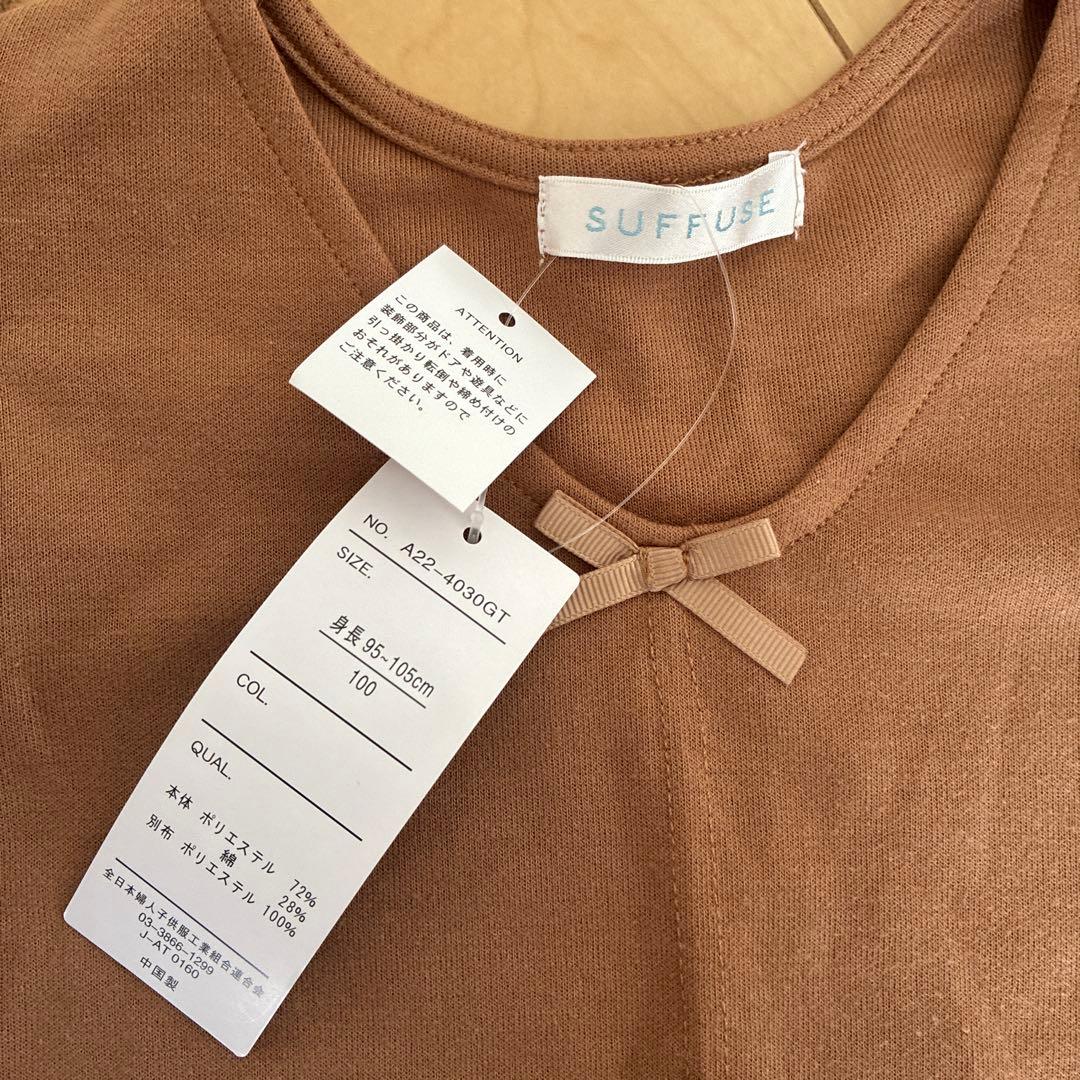 SUFFUSE
ATTENTION
この商品は、着用時に
装飾部分がドアや遊具などに
引っ掛かり転倒や締め付けの
おそれがありますので
ご注意ください。
NO. A22-4030GT
SIZE.
身長95~105cm
100
COL.
QUAL.
本体 ポリエステル 72%
綿 28%
別布 ポリエステル 100%
全日本婦人子供服工業組合連合会
03-3866-1299
J-AT 0160
中国製